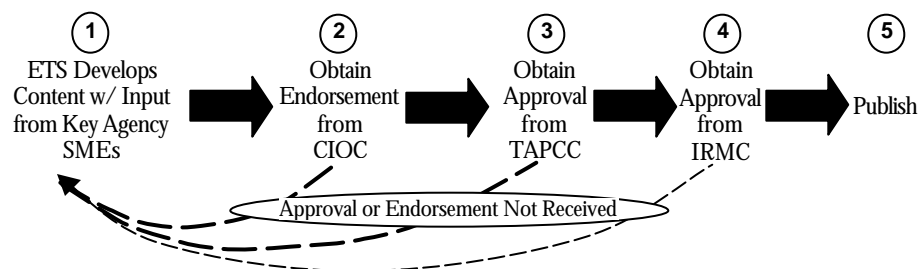 1
ETS Develops
Content w/ Input
from Key Agency
SMEs
2
Obtain
Endorsement
from
CIOC
3
Obtain
Approval
from
TAPCC
4
Obtain
Approval
from
IRMC
5
Publish
Approval or Endorsement Not Received